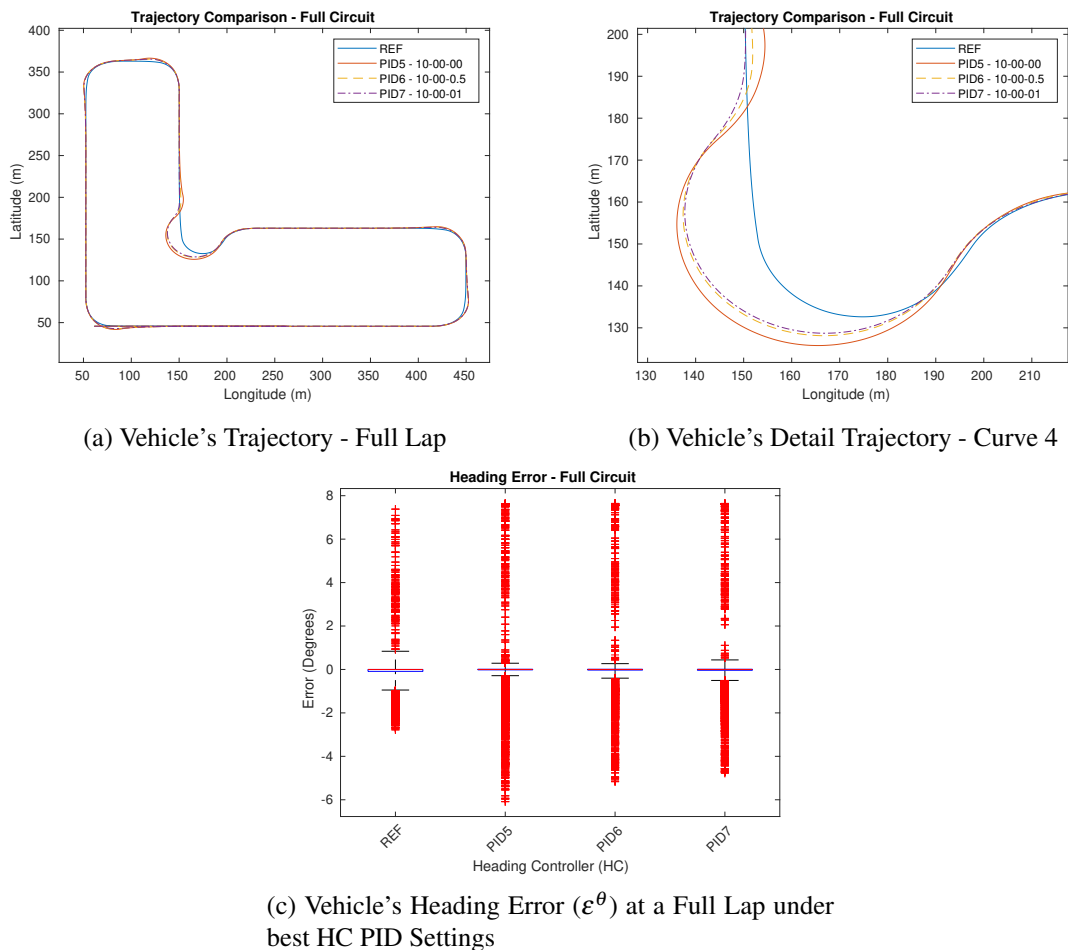 Trajectory Comparison - Full Circuit
400
350
300
250
200
150
100
50
Latitude (m)
50 100 150 200 250 300 350 400 450
Longitude (m)
REF
PID5 - 10-00-00
PID6 - 10-00-0.5
PID7 - 10-00-01
(a) Vehicle's Trajectory - Full Lap
Trajectory Comparison - Full Circuit
200
190
180
170
160
150
140
130
Latitude (m)
130 140 150 160 170 180 190 200 210
Longitude (m)
REF
PID5 - 10-00-00
PID6 - 10-00-0.5
PID7 - 10-00-01
(b) Vehicle's Detail Trajectory - Curve 4
Heading Error - Full Circuit
8
6
4
2
0
-2
-4
-6
Error (Degrees)
REF PID5 PID6 PID7
Heading Controller (HC)
(c) Vehicle's Heading Error (ε^θ) at a Full Lap under
best HC PID Settings